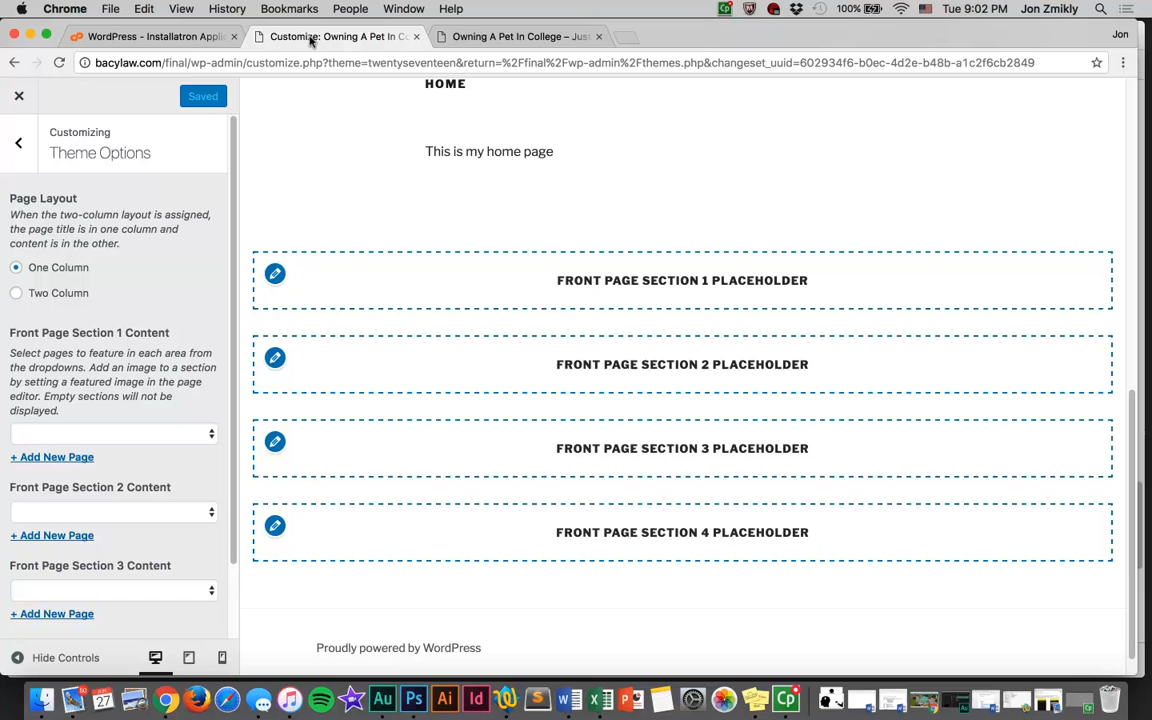 Chrome File Edit View History Bookmarks People Window Help 100% Tue 9:02 PM Jon Zmikly
WordPress - Installatron Appli
Customize: Owning A Pet In C
Owning A Pet In College – Jus
Jon
bacylaw.com/final/wp-admin/customize.php?theme=twentyseventeen&return=%2Ffinal%2Fwp-admin%2Fthemes.php&changeset_uuid=602934f6-b0ec-4d2e-b48b-a1c2f6cb2849
Saved
Customizing
Theme Options
Page Layout
When the two-column layout is assigned,
the page title is in one column and
content is in the other.
One Column
Two Column
Front Page Section 1 Content
Select pages to feature in each area from
the dropdowns. Add an image to a section
by setting a featured image in the page
editor. Empty sections will not be
displayed.
+ Add New Page
Front Page Section 2 Content
+ Add New Page
Front Page Section 3 Content
+ Add New Page
Hide Controls
HOME
This is my home page
FRONT PAGE SECTION 1 PLACEHOLDER
FRONT PAGE SECTION 2 PLACEHOLDER
FRONT PAGE SECTION 3 PLACEHOLDER
FRONT PAGE SECTION 4 PLACEHOLDER
Proudly powered by WordPress
Au Ps Ai Id Cp